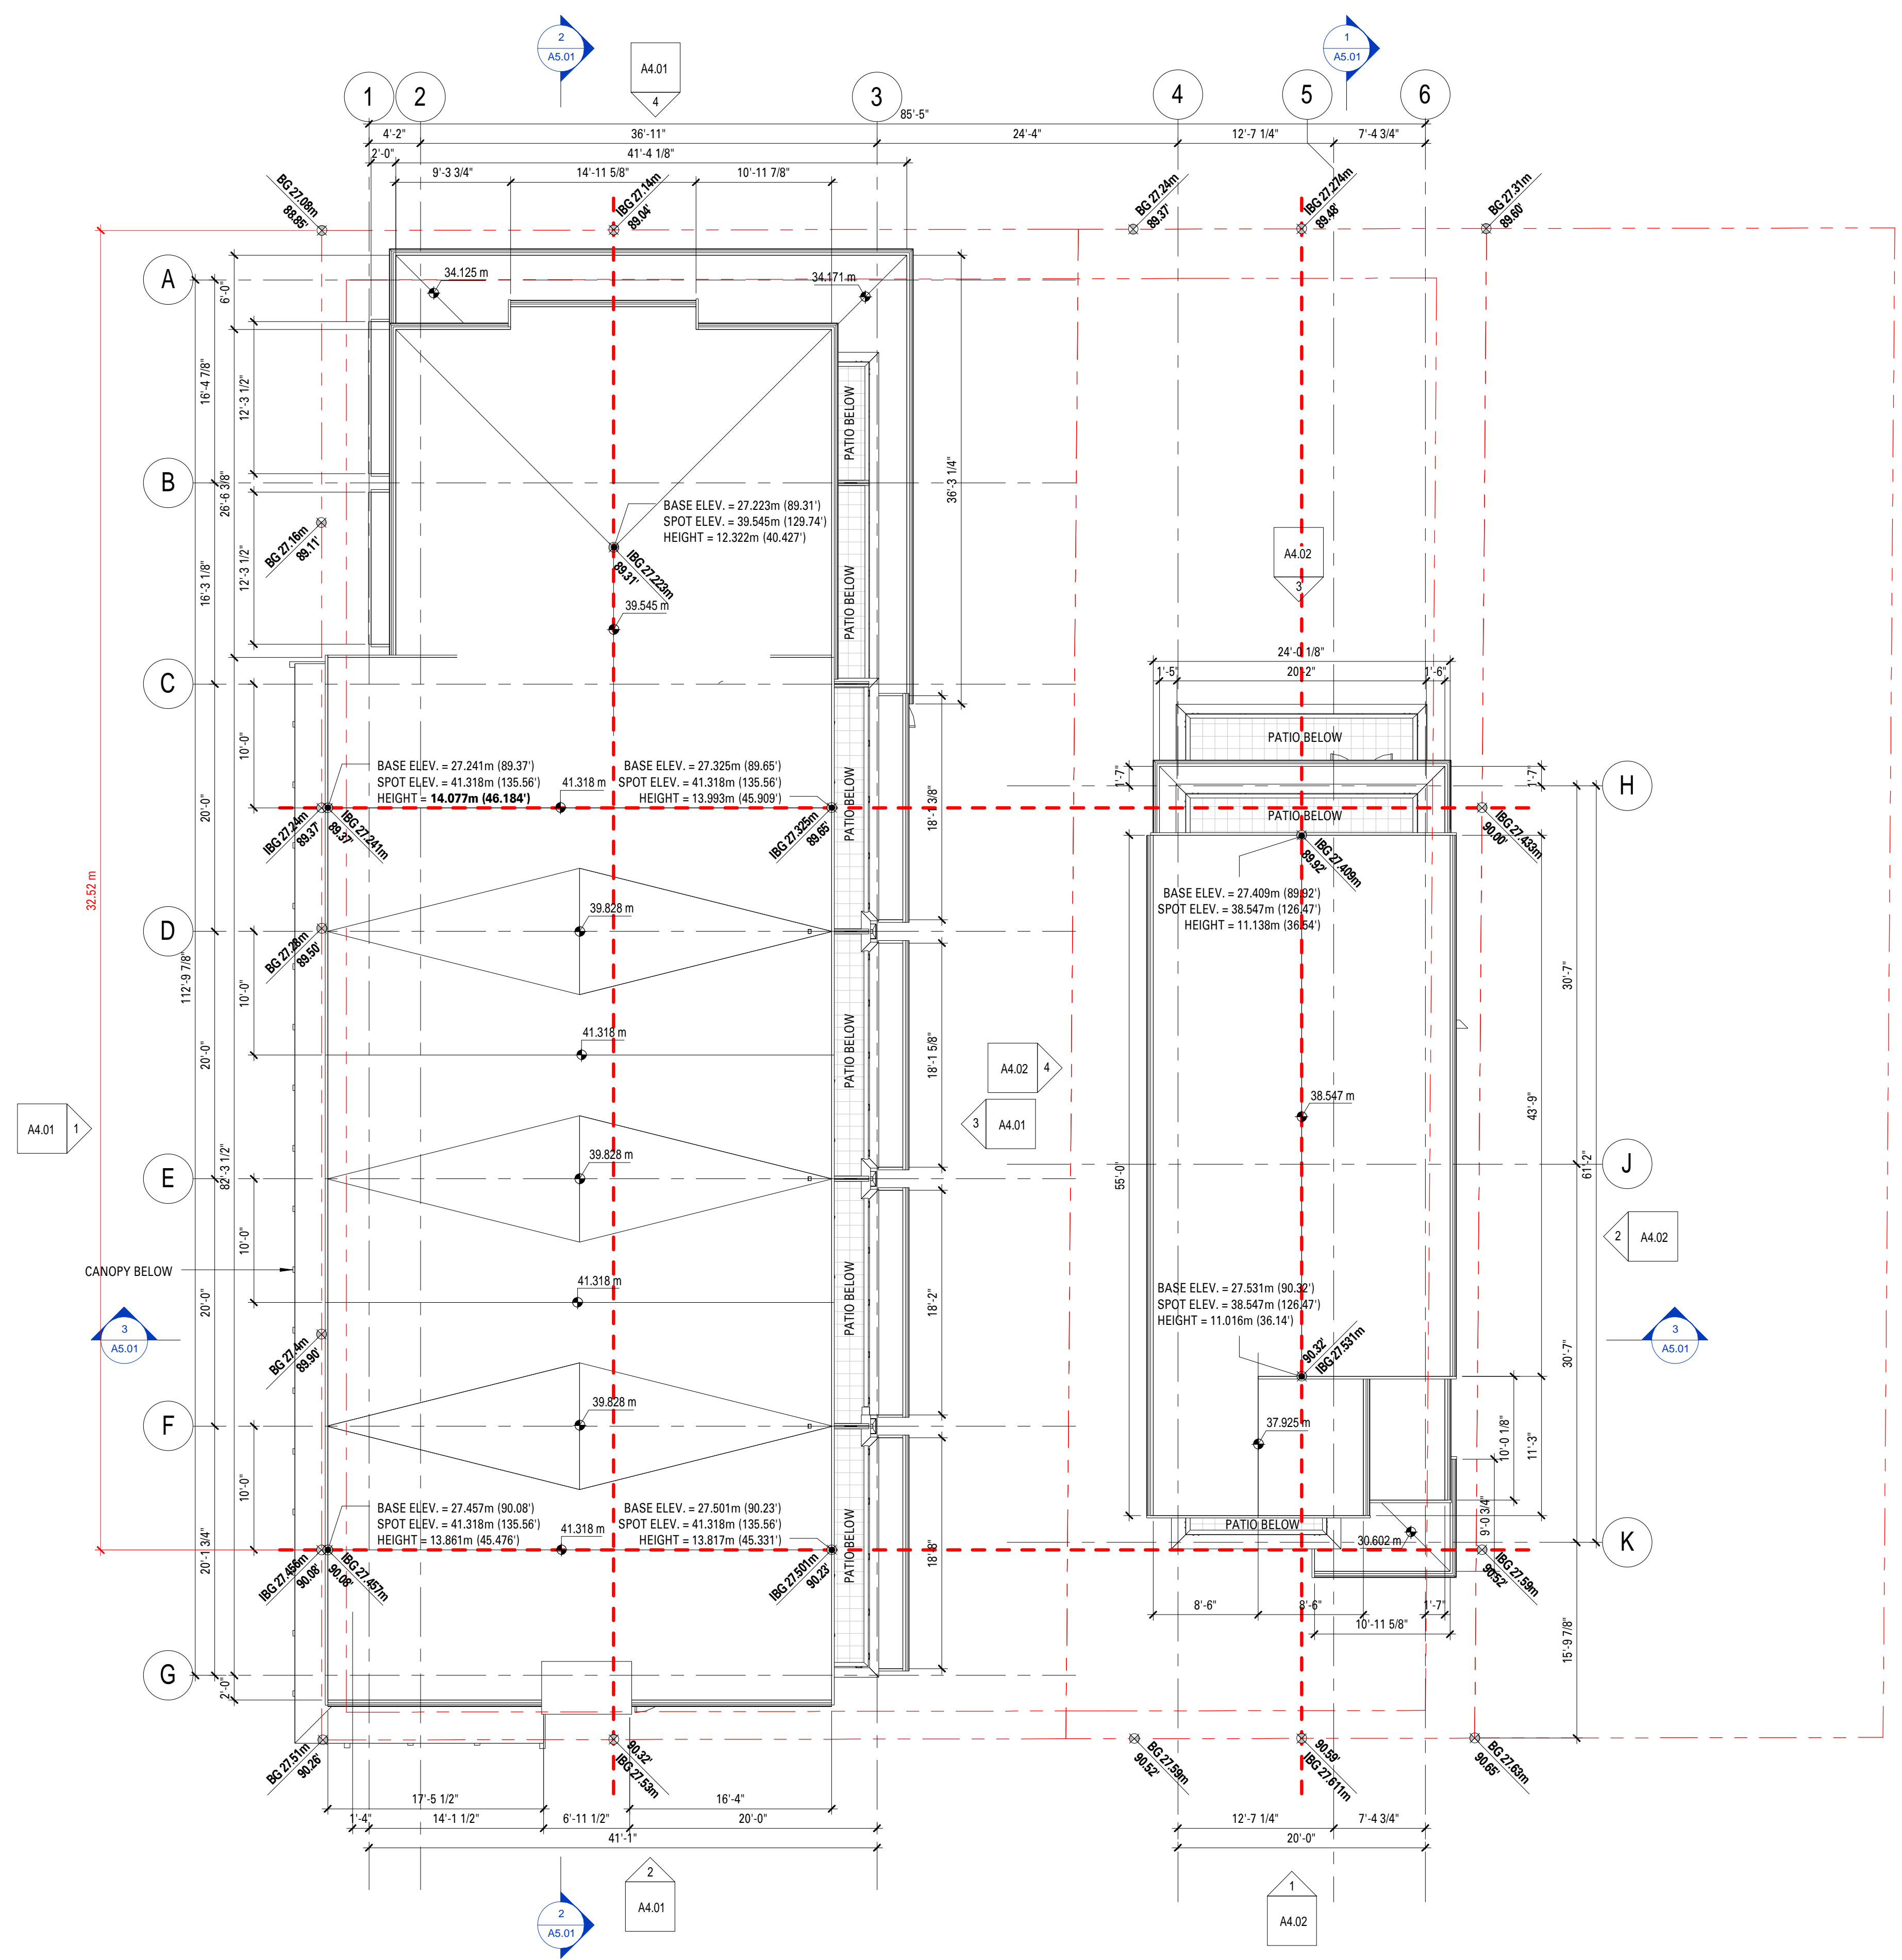 2
A5.01
A4.01
4
1
A5.01
1
2
3
4
5
6
85'-5"
4'-2"
36'-11"
24'-4"
12'-7 1/4"
7'-4 3/4"
2'-0"
41'-4 1/8"
9'-3 3/4"
14'-11 5/8"
10'-11 7/8"
BG 27.08m
88.85'
IBG 27.14m
89.04'
BG 27.24m
89.37'
IBG 27.274m
89.48'
BG 27.31m
89.60'
A
6'-0"
34.125 m
34.171 m
16'-4 7/8"
12'-3 1/2"
PATIO BELOW
B
26'-6 3/8"
36'-3 1/4"
BASE ELEV. = 27.223m (89.31')
SPOT ELEV. = 39.545m (129.74')
HEIGHT = 12.322m (40.427')
BG 27.16m
89.11'
IBG 27.223m
89.31'
16'-3 1/8"
12'-3 1/2"
39.545 m
PATIO BELOW
A4.02
3
C
24'-0 1/8"
1'-5"
20'-2"
1'-6"
10'-0"
PATIO BELOW
BASE ELEV. = 27.241m (89.37')
SPOT ELEV. = 41.318m (135.56')
HEIGHT = 14.077m (46.184')
41.318 m
BASE ELEV. = 27.325m (89.65')
SPOT ELEV. = 41.318m (135.56')
HEIGHT = 13.993m (45.909')
PATIO BELOW
1'-7"
1'-7"
H
20'-0"
18'-1 3/8"
PATIO BELOW
IBG 27.24m
89.37'
IBG 27.241m
89.37'
IBG 27.325m
89.65'
IBG 27.409m
89.92'
IBG 27.433m
90.00'
32.52 m
BASE ELEV. = 27.409m (89.92')
SPOT ELEV. = 38.547m (126.47')
HEIGHT = 11.138m (36.54')
D
39.828 m
BG 27.28m
89.50'
112'-9 7/8"
10'-0"
30'-7"
20'-0"
41.318 m
PATIO BELOW
18'-1 5/8"
A4.02
4
A4.01
1
3
A4.01
38.547 m
43'-9"
E
82'-3 1/2"
39.828 m
55'-0"
61'-2"
J
10'-0"
2
A4.02
CANOPY BELOW
41.318 m
20'-0"
PATIO BELOW
18'-2"
BASE ELEV. = 27.531m (90.32')
SPOT ELEV. = 38.547m (126.47')
HEIGHT = 11.016m (36.14')
3
A5.01
3
A5.01
BG 27.4m
89.90'
90.32'
IBG 27.531m
30'-7"
F
39.828 m
37.925 m
10'-0 1/8"
11'-3"
10'-0"
BASE ELEV. = 27.457m (90.08')
SPOT ELEV. = 41.318m (135.56')
HEIGHT = 13.861m (45.476')
41.318 m
BASE ELEV. = 27.501m (90.23')
SPOT ELEV. = 41.318m (135.56')
HEIGHT = 13.817m (45.331')
PATIO BELOW
18'-8"
PATIO BELOW
30.602 m
9'-0 3/4"
K
20'-1 3/4"
IBG 27.456m
90.08'
IBG 27.457m
90.08'
IBG 27.501m
90.23'
IBG 27.59m
90.52'
8'-6"
8'-6"
1'-7"
10'-11 5/8"
15'-9 7/8"
G
2'-0"
BG 27.51m
90.26'
90.32'
IBG 27.53m
BG 27.59m
90.52'
90.59'
IBG 27.611m
BG 27.63m
90.65'
17'-5 1/2"
16'-4"
1'-4"
14'-1 1/2"
6'-11 1/2"
20'-0"
12'-7 1/4"
7'-4 3/4"
41'-1"
20'-0"
2
A4.01
1
A4.02
2
A5.01